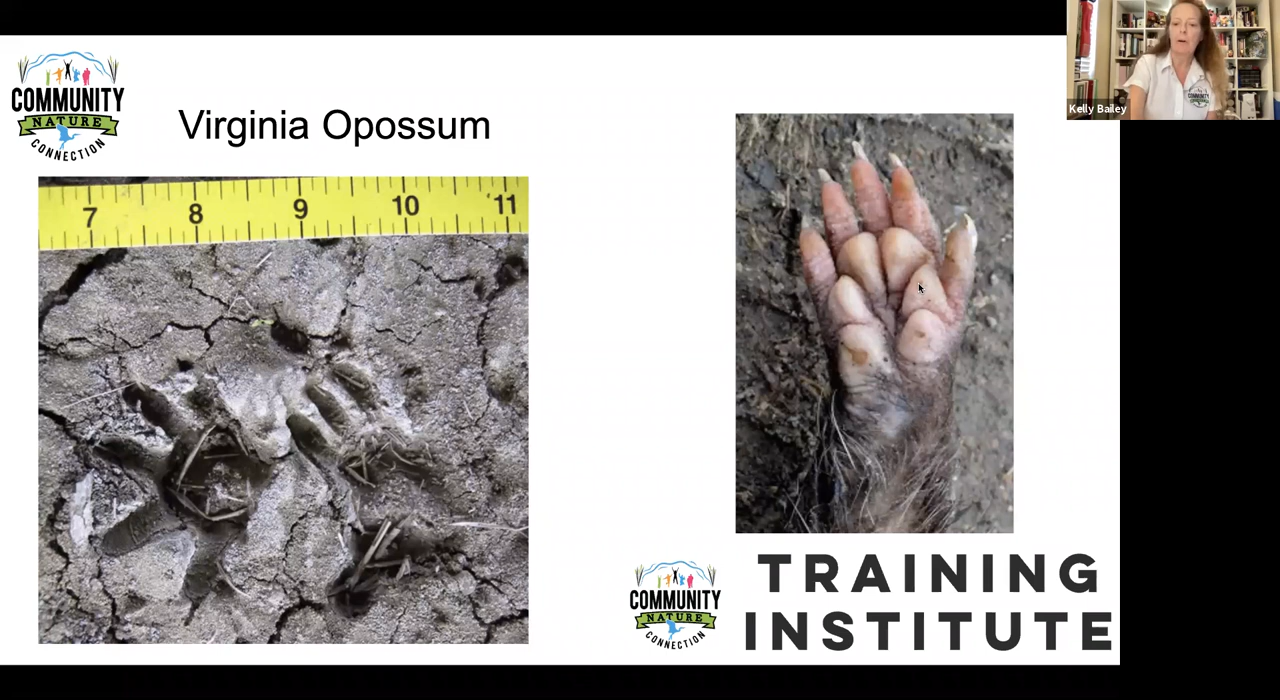 COMMUNITY
NATURE
CONNECTION
Virginia Opossum
Kelly Bailey
7 8 9 10 11
COMMUNITY
NATURE
CONNECTION
TRAINING
INSTITUTE